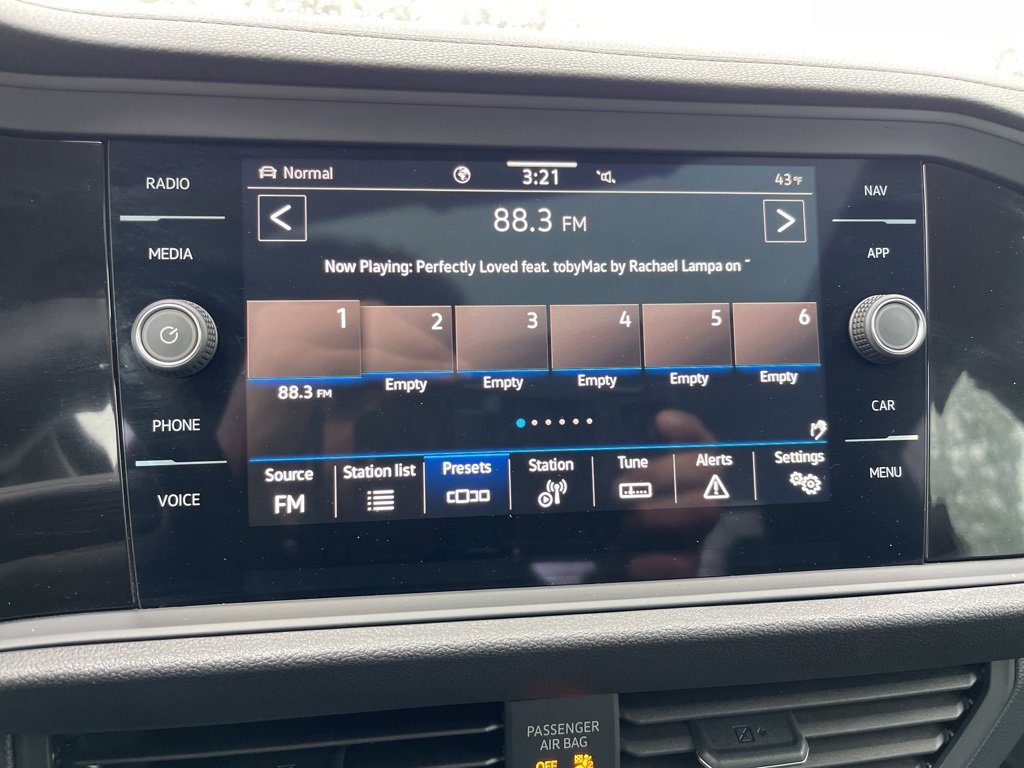 RADIO
MEDIA
PHONE
VOICE
Normal
3:21
43°F
88.3 FM
Now Playing: Perfectly Loved feat. tobyMac by Rachael Lampa on ˜
1 2 3 4 5 6
88.3 FM Empty Empty Empty Empty Empty
Source Station list Presets Station Tune Alerts Settings
FM
NAV
APP
CAR
MENU
PASSENGER
AIR BAG
OFF